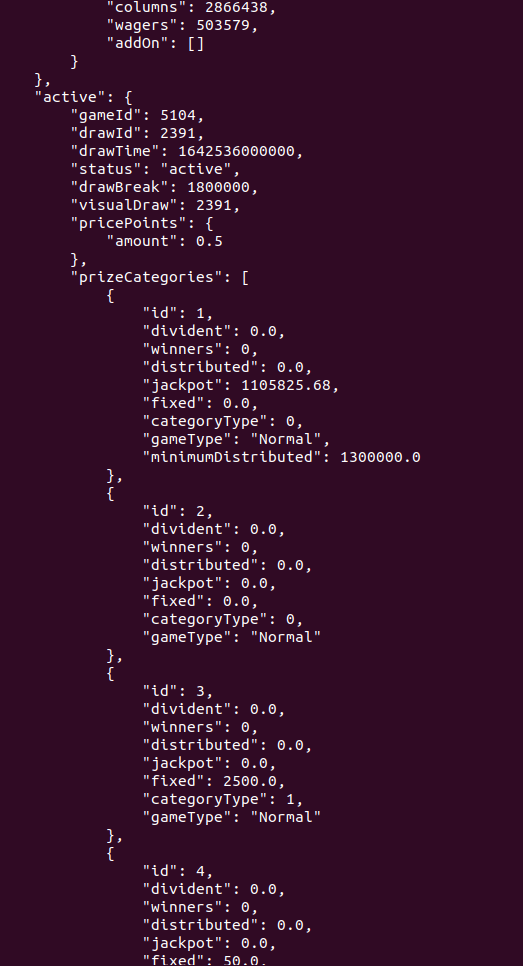 "columns": 2866438,
"wagers": 503579,
"addOn": []
}
},
"active": {
"gameId": 5104,
"drawId": 2391,
"drawTime": 1642536000000,
"status": "active",
"drawBreak": 1800000,
"visualDraw": 2391,
"pricePoints": {
"amount": 0.5
},
"prizeCategories": [
{
"id": 1,
"divident": 0.0,
"winners": 0,
"distributed": 0.0,
"jackpot": 1105825.68,
"fixed": 0.0,
"categoryType": 0,
"gameType": "Normal",
"minimumDistributed": 1300000.0
},
{
"id": 2,
"divident": 0.0,
"winners": 0,
"distributed": 0.0,
"jackpot": 0.0,
"fixed": 0.0,
"categoryType": 0,
"gameType": "Normal"
},
{
"id": 3,
"divident": 0.0,
"winners": 0,
"distributed": 0.0,
"jackpot": 0.0,
"fixed": 2500.0,
"categoryType": 1,
"gameType": "Normal"
},
{
"id": 4,
"divident": 0.0,
"winners": 0,
"distributed": 0.0,
"jackpot": 0.0,
"fixed": 50.0,